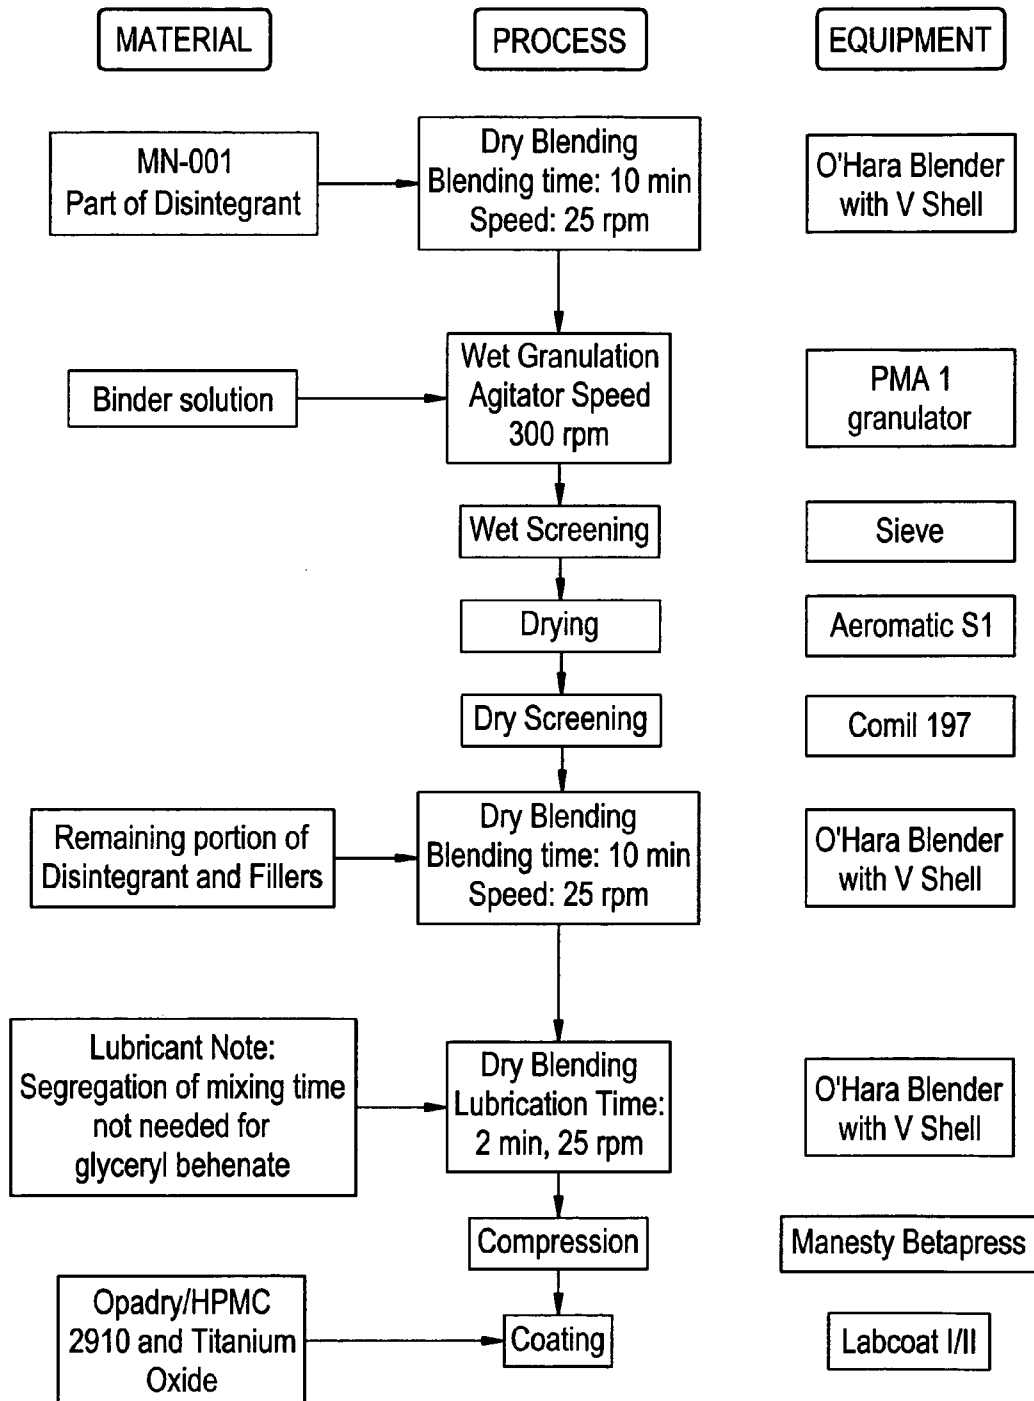 MATERIAL
PROCESS
EQUIPMENT
MN-001
Part of Disintegrant
Dry Blending
Blending time: 10 min
Speed: 25 rpm
O'Hara Blender
with V Shell
Binder solution
Wet Granulation
Agitator Speed
300 rpm
PMA 1
granulator
Wet Screening
Sieve
Drying
Aeromatic S1
Dry Screening
Comil 197
Remaining portion of
Disintegrant and Fillers
Dry Blending
Blending time: 10 min
Speed: 25 rpm
O'Hara Blender
with V Shell
Lubricant Note:
Segregation of mixing time
not needed for
glyceryl behenate
Dry Blending
Lubrication Time:
2 min, 25 rpm
O'Hara Blender
with V Shell
Compression
Manesty Betapress
Opadry/HPMC
2910 and Titanium
Oxide
Coating
Labcoat I/II